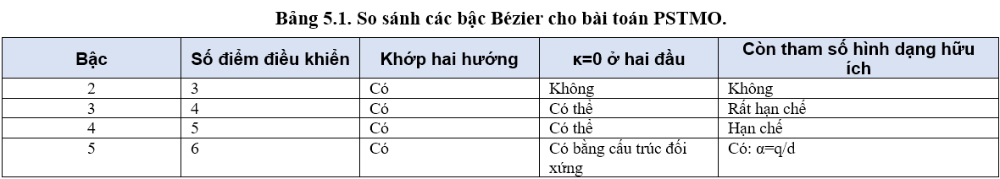 Bảng 5.1. So sánh các bậc Bézier cho bài toán PSTMO.
Bậc Số điểm điều khiển Khớp hai hướng κ=0 ở hai đầu Còn tham số hình dạng hữu ích
2 3 Có Không Không
3 4 Có Có thể Rất hạn chế
4 5 Có Có thể Hạn chế
5 6 Có Có bằng cấu trúc đối xứng Có: α=q/d